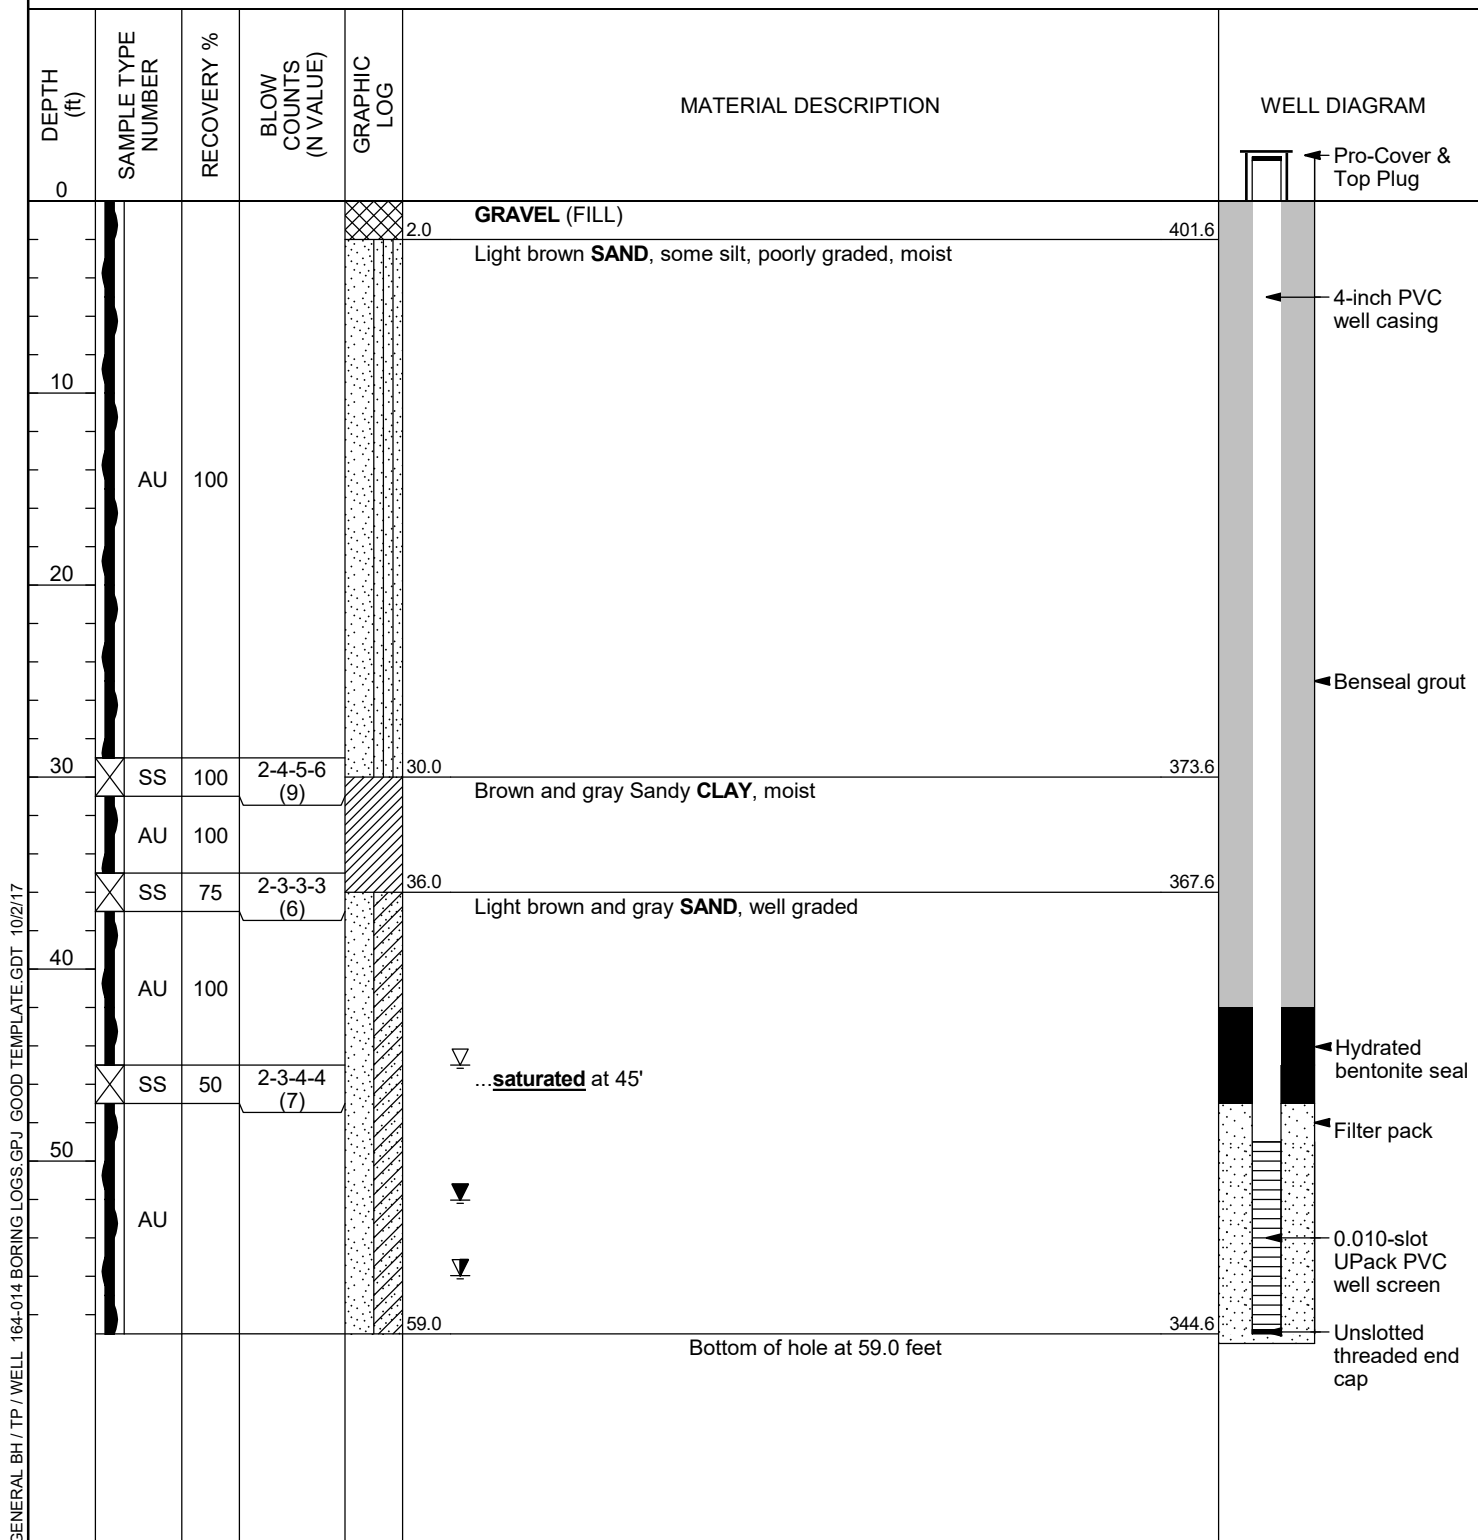 DEPTH
(ft)
SAMPLE TYPE
NUMBER
RECOVERY %
BLOW
COUNTS
(N VALUE)
GRAPHIC
LOG
MATERIAL DESCRIPTION
WELL DIAGRAM
Pro-Cover &
Top Plug
0
GRAVEL (FILL)
2.0
401.6
Light brown SAND, some silt, poorly graded, moist
4-inch PVC
well casing
10
AU
100
20
Benseal grout
30
SS
100
2-4-5-6
(9)
30.0
373.6
Brown and gray Sandy CLAY, moist
AU
100
SS
75
2-3-3-3
(6)
36.0
367.6
Light brown and gray SAND, well graded
40
AU
100
Hydrated
bentonite seal
SS
50
2-3-4-4
(7)
...saturated at 45'
Filter pack
50
AU
0.010-slot
UPack PVC
well screen
59.0
344.6
Bottom of hole at 59.0 feet
Unslotted
threaded end
cap
GENERAL BH / TP / WELL 164-014 BORING LOGS.GPJ GOOD TEMPLATE.GDT 10/2/17